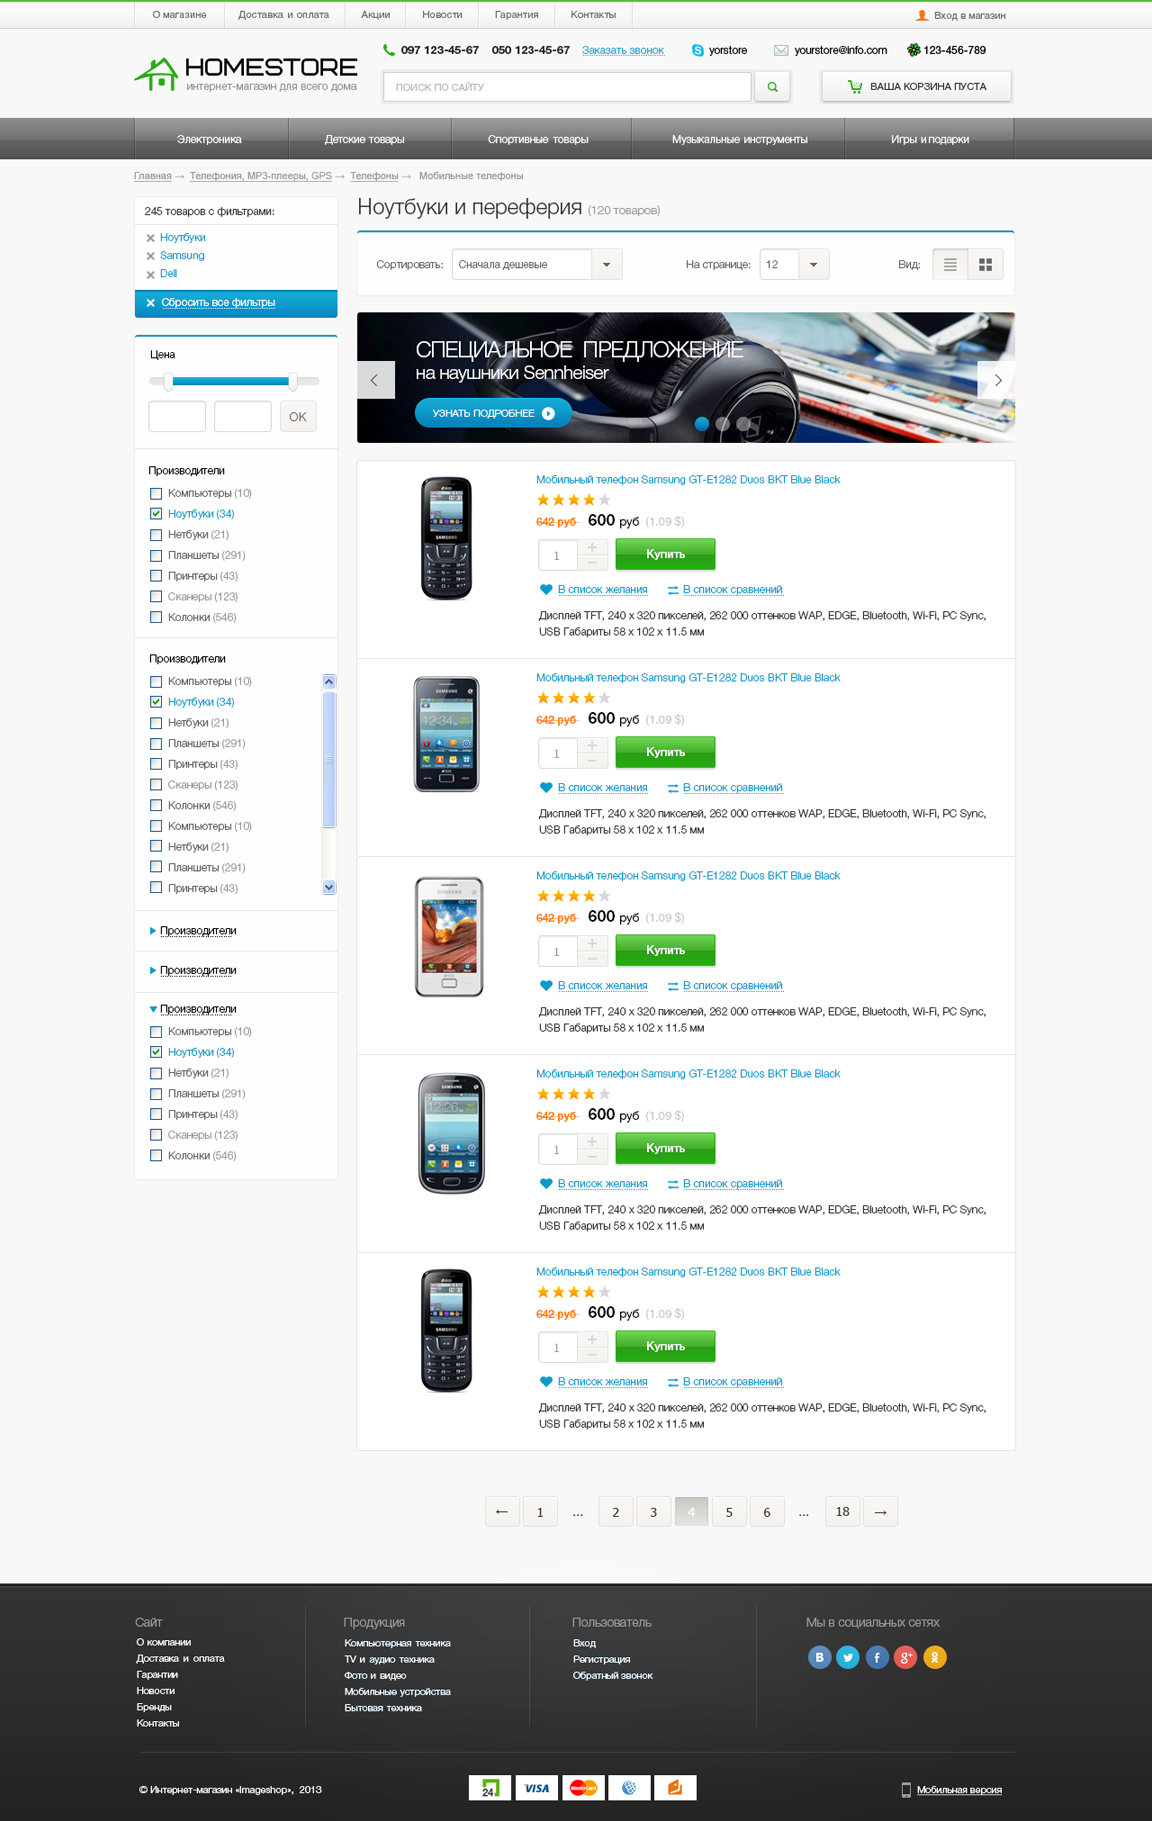 О магазине
Доставка и оплата
Акции
Новости
Гарантия
Контакты
Вход в магазин
HOMESTORE
интернет-магазин для всего дома
097 123-45-67
050 123-45-67
Заказать звонок
yorstore
yourstore@info.com
123-456-789
ПОИСК ПО САЙТУ
ВАША КОРЗИНА ПУСТА
Электроника
Детские товары
Спортивные товары
Музыкальные инструменты
Игры и подарки
Главная → Телефония, MP3-плееры, GPS → Телефоны → Мобильные телефоны
245 товаров с фильтрами:
Ноутбуки
Samsung
Dell
Сбросить все фильтры
Цена
OK
Производители
Компьютеры (10)
Ноутбуки (34)
Нетбуки (21)
Планшеты (291)
Принтеры (43)
Сканеры (123)
Колонки (546)
Производители
Компьютеры (10)
Ноутбуки (34)
Нетбуки (21)
Планшеты (291)
Принтеры (43)
Сканеры (123)
Колонки (546)
Компьютеры (10)
Нетбуки (21)
Планшеты (291)
Принтеры (43)
Производители
Производители
Производители
Компьютеры (10)
Ноутбуки (34)
Нетбуки (21)
Планшеты (291)
Принтеры (43)
Сканеры (123)
Колонки (546)
Ноутбуки и переферия (120 товаров)
Сортировать: Сначала дешевые
На странице: 12
Вид:
СПЕЦИАЛЬНОЕ ПРЕДЛОЖЕНИЕ
на наушники Sennheiser
УЗНАТЬ ПОДРОБНЕЕ
SAMSUNG
Мобильный телефон Samsung GT-E1282 Duos BKT Blue Black
642 руб 600 руб (1.09 $)
1 + − Купить
В список желания В список сравнений
Дисплей TFT, 240 х 320 пикселей, 262 000 оттенков WAP, EDGE, Bluetooth, Wi-Fi, PC Sync,
USB Габариты 58 x 102 x 11.5 мм
SAMSUNG
12:34
Мобильный телефон Samsung GT-E1282 Duos BKT Blue Black
642 руб 600 руб (1.09 $)
1 + − Купить
В список желания В список сравнений
Дисплей TFT, 240 х 320 пикселей, 262 000 оттенков WAP, EDGE, Bluetooth, Wi-Fi, PC Sync,
USB Габариты 58 x 102 x 11.5 мм
SAMSUNG
Мобильный телефон Samsung GT-E1282 Duos BKT Blue Black
642 руб 600 руб (1.09 $)
1 + − Купить
В список желания В список сравнений
Дисплей TFT, 240 х 320 пикселей, 262 000 оттенков WAP, EDGE, Bluetooth, Wi-Fi, PC Sync,
USB Габариты 58 x 102 x 11.5 мм
SAMSUNG
12:26
Мобильный телефон Samsung GT-E1282 Duos BKT Blue Black
642 руб 600 руб (1.09 $)
1 + − Купить
В список желания В список сравнений
Дисплей TFT, 240 х 320 пикселей, 262 000 оттенков WAP, EDGE, Bluetooth, Wi-Fi, PC Sync,
USB Габариты 58 x 102 x 11.5 мм
SAMSUNG
Мобильный телефон Samsung GT-E1282 Duos BKT Blue Black
642 руб 600 руб (1.09 $)
1 + − Купить
В список желания В список сравнений
Дисплей TFT, 240 х 320 пикселей, 262 000 оттенков WAP, EDGE, Bluetooth, Wi-Fi, PC Sync,
USB Габариты 58 x 102 x 11.5 мм
← 1 ... 2 3 4 5 6 ... 18 →
Сайт
О компании
Доставка и оплата
Гарантии
Новости
Бренды
Контакты
Продукция
Компьютерная техника
TV и аудио техника
Фото и видео
Мобильные устройства
Бытовая техника
Пользователь
Вход
Регистрация
Обратный звонок
Мы в социальных сетях
B
f
g+
© Интернет-магазин «Imageshop», 2013
24
VISA
MasterCard
Мобильная версия